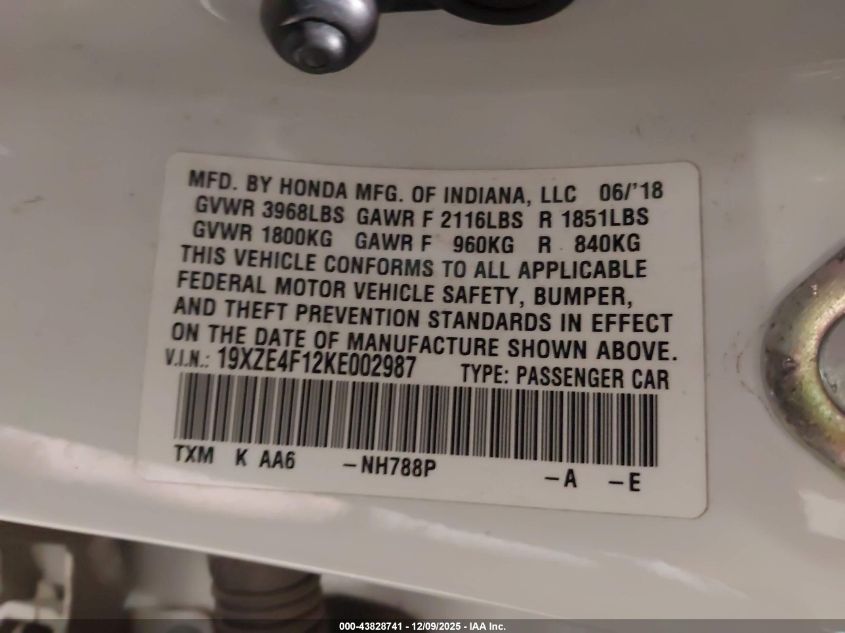 MFD. BY HONDA MFG. OF INDIANA, LLC 06/'18
GVWR 3968LBS GAWR F 2116LBS R 1851LBS
GVWR 1800KG GAWR F 960KG R 840KG
THIS VEHICLE CONFORMS TO ALL APPLICABLE
FEDERAL MOTOR VEHICLE SAFETY, BUMPER,
AND THEFT PREVENTION STANDARDS IN EFFECT
ON THE DATE OF MANUFACTURE SHOWN ABOVE.
V.I.N.: 19XZE4F12KE002987 TYPE: PASSENGER CAR
TXM K AA6 -NH788P -A -E
000-43828741 - 12/09/2025 - IAA Inc.